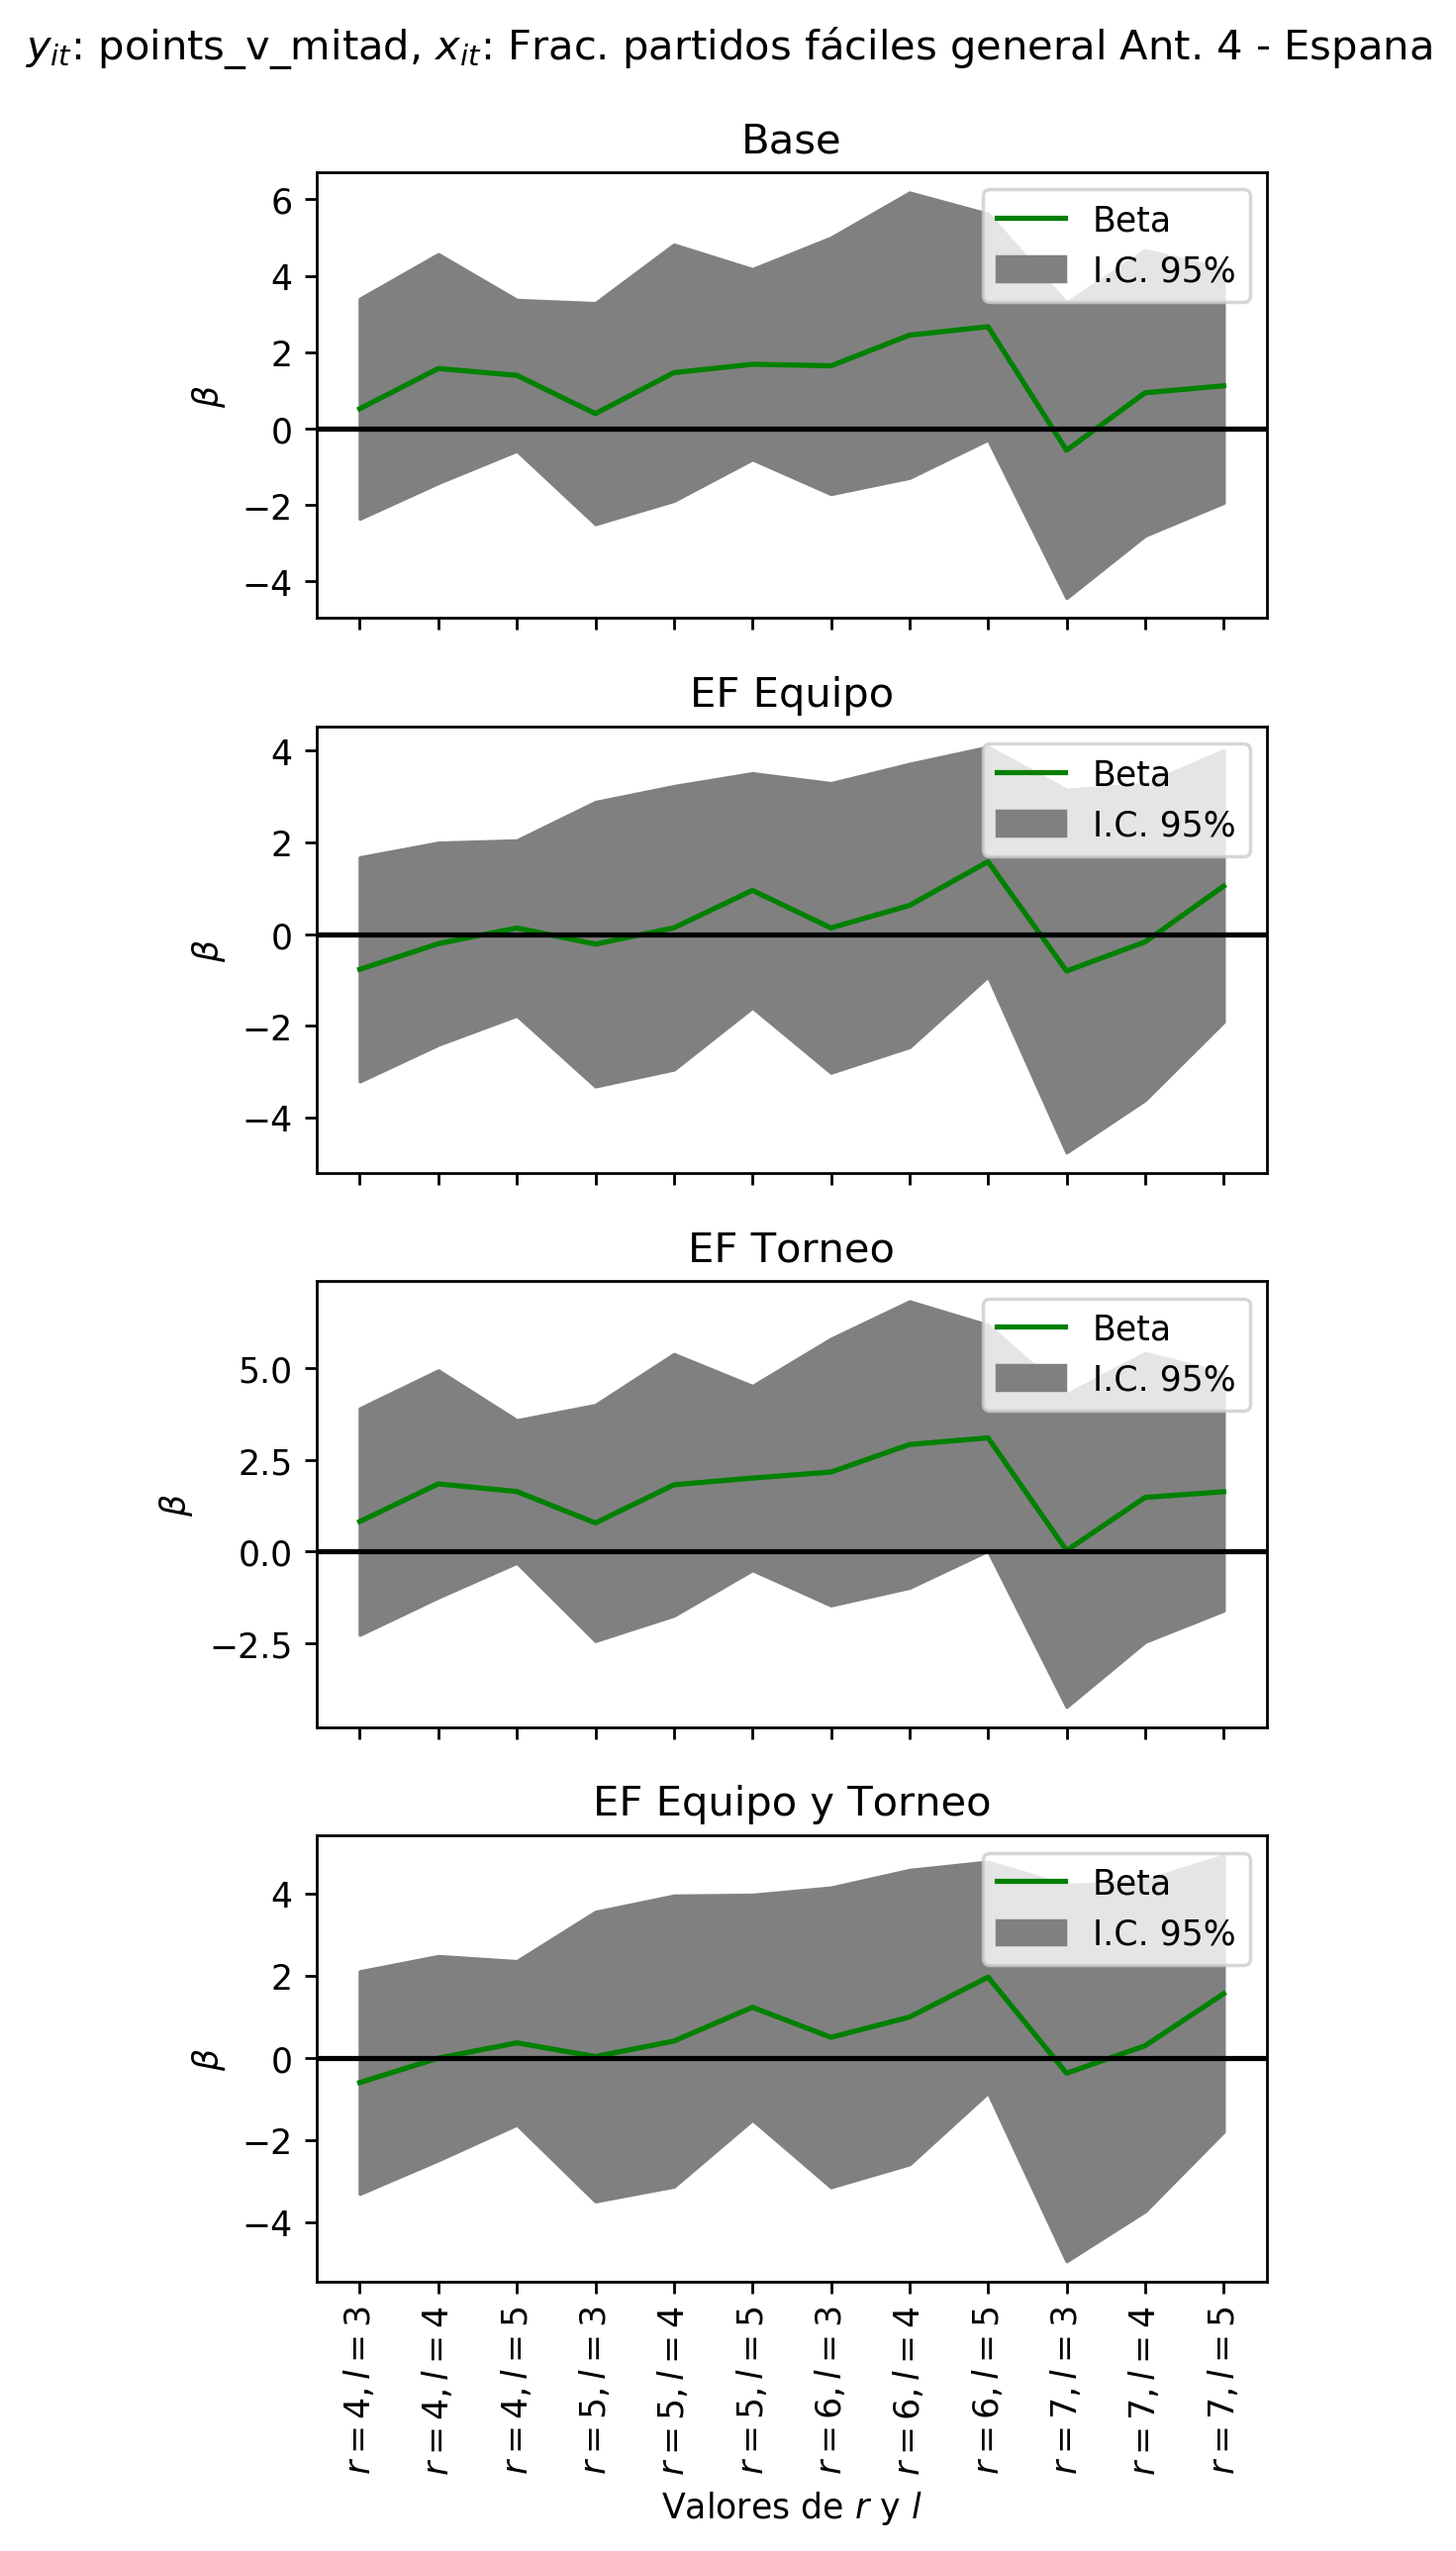 y_it: points_v_mitad, x_it: Frac. partidos fáciles general Ant. 4 - Espana
Base
6
4
2
0
−2
−4
β
Beta
I.C. 95%
EF Equipo
4
2
0
−2
−4
β
Beta
I.C. 95%
EF Torneo
5.0
2.5
0.0
−2.5
β
Beta
I.C. 95%
EF Equipo y Torneo
4
2
0
−2
−4
β
Beta
I.C. 95%
r = 4, l = 3
r = 4, l = 4
r = 4, l = 5
r = 5, l = 3
r = 5, l = 4
r = 5, l = 5
r = 6, l = 3
r = 6, l = 4
r = 6, l = 5
r = 7, l = 3
r = 7, l = 4
r = 7, l = 5
Valores de r y l